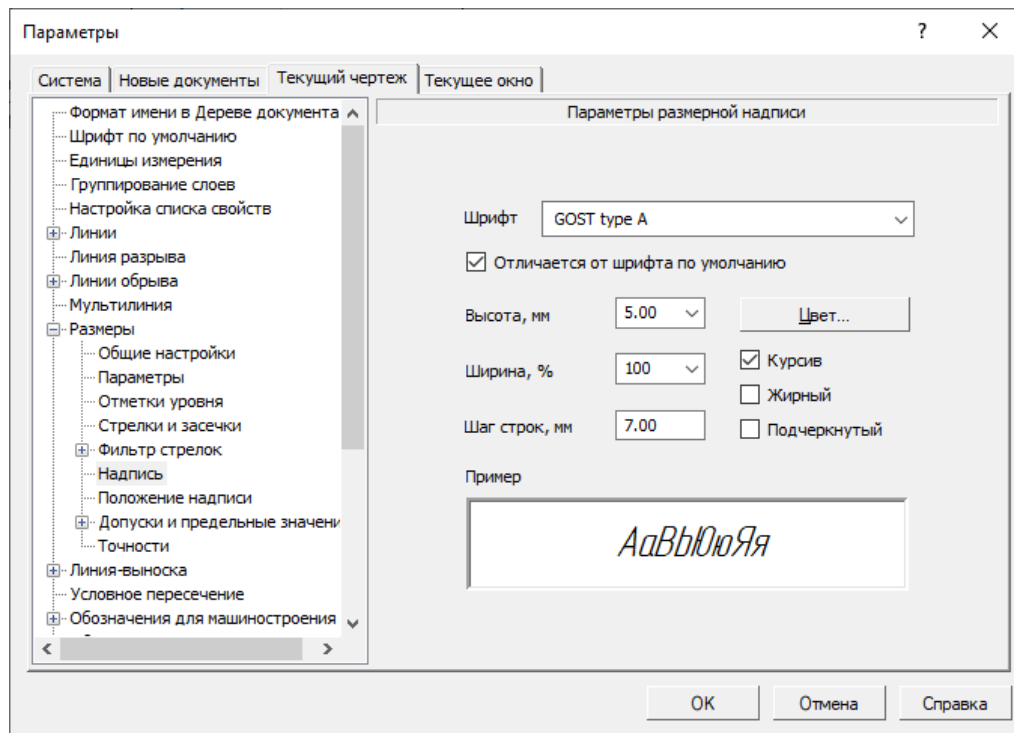 Параметры
?
Система
Новые документы
Текущий чертеж
Текущее окно
Формат имени в Дереве документа
Шрифт по умолчанию
Единицы измерения
Группирование слоев
Настройка списка свойств
Линии
Линия разрыва
Линии обрыва
Мультилиния
Размеры
Общие настройки
Параметры
Отметки уровня
Стрелки и засечки
Фильтр стрелок
Надпись
Положение надписи
Допуски и предельные значени
Точности
Линия-выноска
Условное пересечение
Обозначения для машиностроения
Параметры размерной надписи
Шрифт GOST type A
Отличается от шрифта по умолчанию
Высота, мм 5.00 Цвет...
Ширина, % 100 Курсив
Жирный
Шаг строк, мм 7.00 Подчеркнутый
Пример
АаВЬЮюЯя
OK Отмена Справка